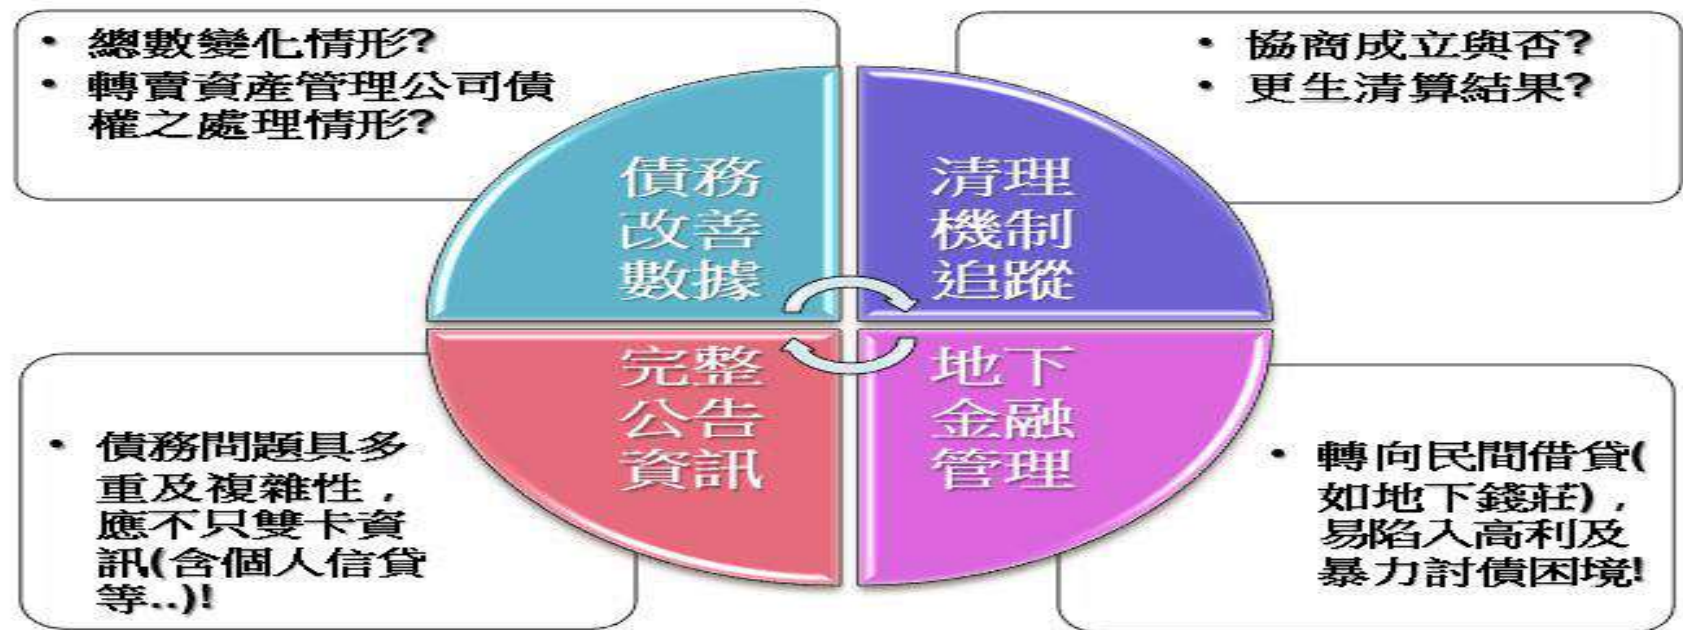 • 總數變化情形?
• 轉賣資產管理公司債
權之處理情形?
• 協商成立與否?
• 更生清算結果?
債務
改善
數據
清理
機制
追蹤
完整
公告
資訊
地下
金融
管理
• 債務問題具多
重及複雜性，
應不只雙卡資
訊(含個人信貸
等..)!
• 轉向民間借貸(
如地下錢莊)，
易陷入高利及
暴力討債困境!